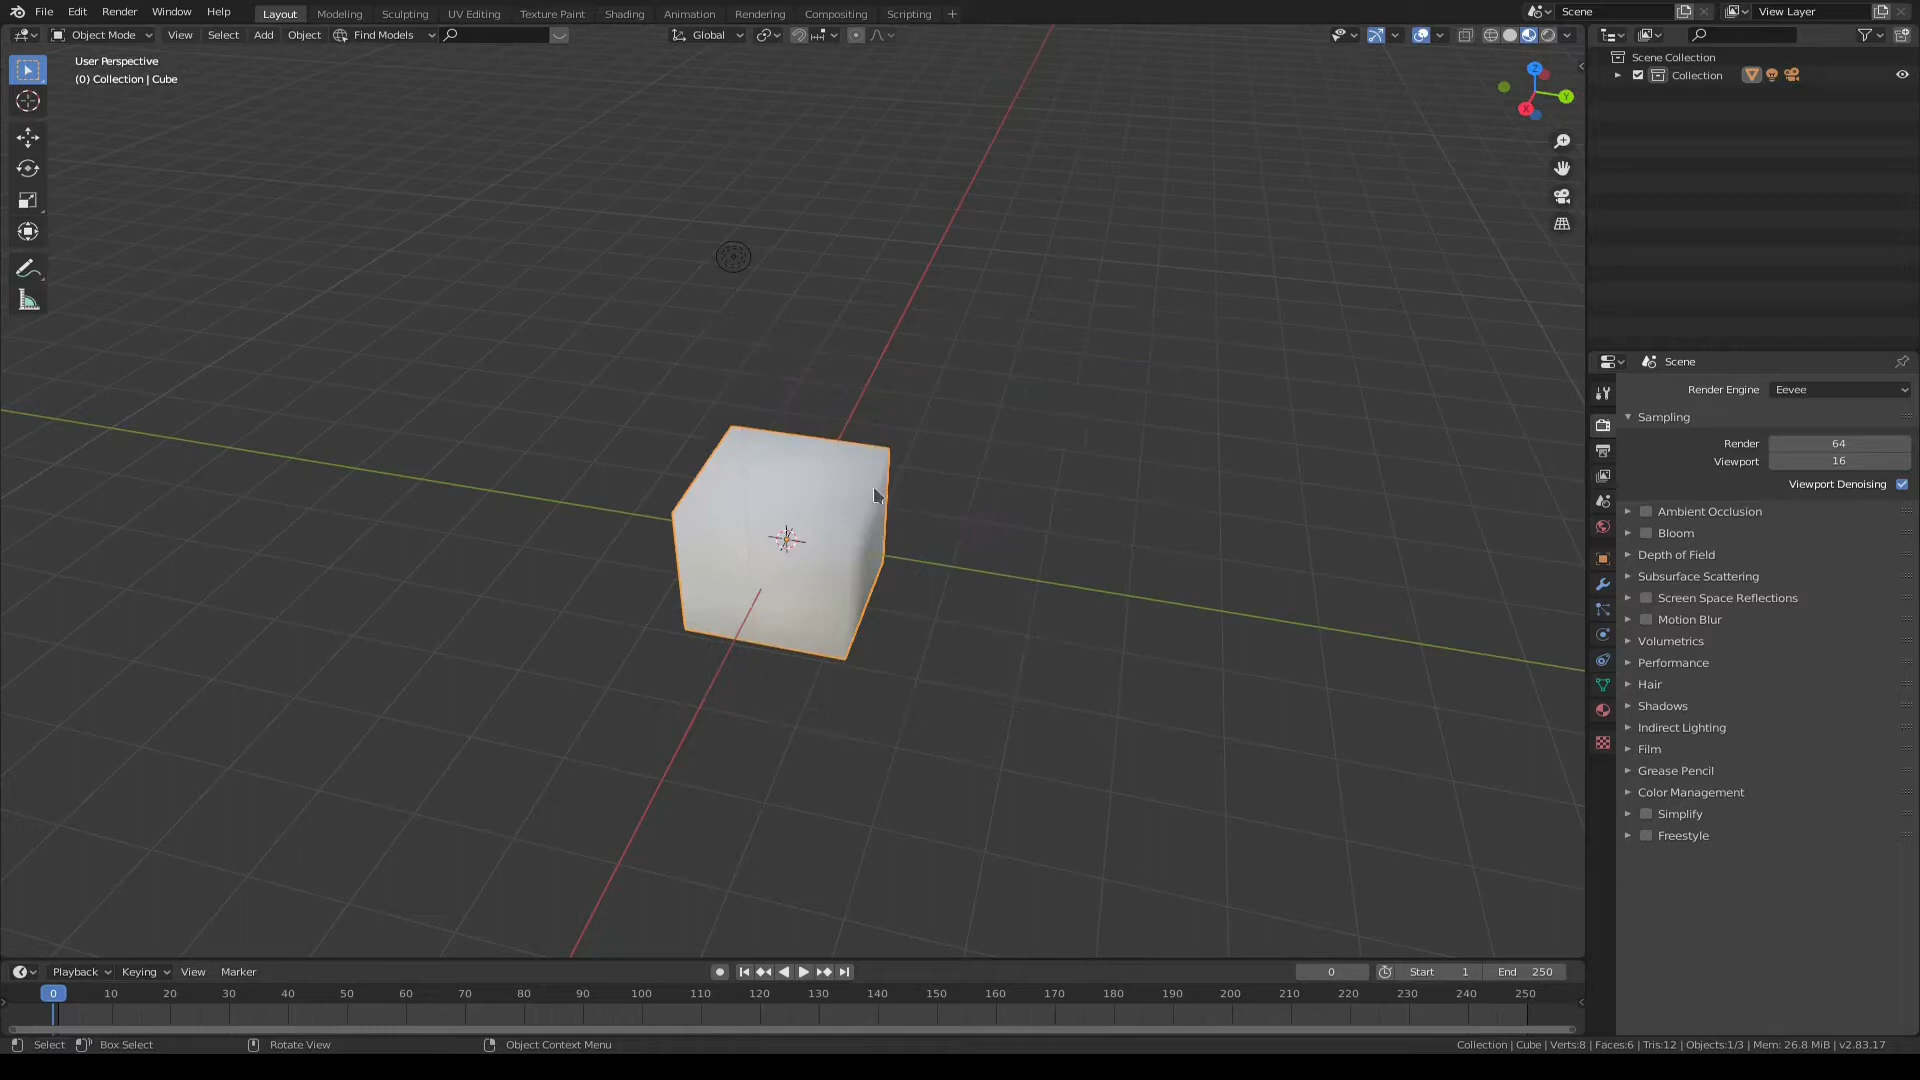 File Edit Render Window Help Layout Modeling Sculpting UV Editing Texture Paint Shading Animation Rendering Compositing Scripting + Scene View Layer
Object Mode View Select Add Object Find Models Global
User Perspective
(0) Collection | Cube
Z
Y
X
Scene Collection
Collection
Scene
Render Engine Eevee
Sampling
Render 64
Viewport 16
Viewport Denoising
Ambient Occlusion
Bloom
Depth of Field
Subsurface Scattering
Screen Space Reflections
Motion Blur
Volumetrics
Performance
Hair
Shadows
Indirect Lighting
Film
Grease Pencil
Color Management
Simplify
Freestyle
Playback Keying View Marker 0 Start 1 End 250
0 10 20 30 40 50 60 70 80 90 100 110 120 130 140 150 160 170 180 190 200 210 220 230 240 250
Select Box Select Rotate View Object Context Menu Collection | Cube | Verts:8 | Faces:6 | Tris:12 | Objects:1/3 | Mem: 26.8 MiB | v2.83.17